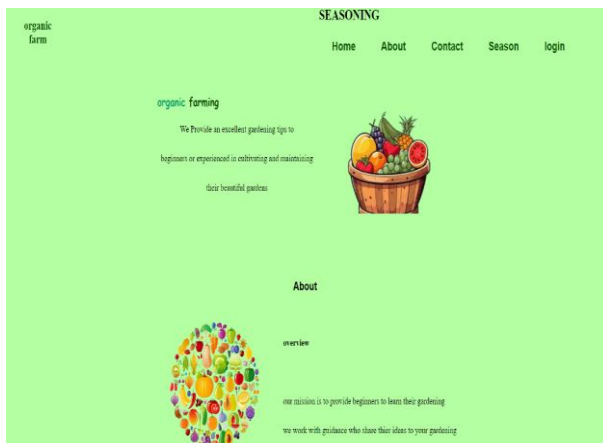 SEASONING
organic
farm
Home About Contact Season login
organic farming
We Provide an excellent gardening tips to
beginners or experienced in cultivating and maintaining
their beautiful gardens
About
overview
our mission is to provide beginners to learn their gardening
we work with guidance who share thier ideas to your gardening